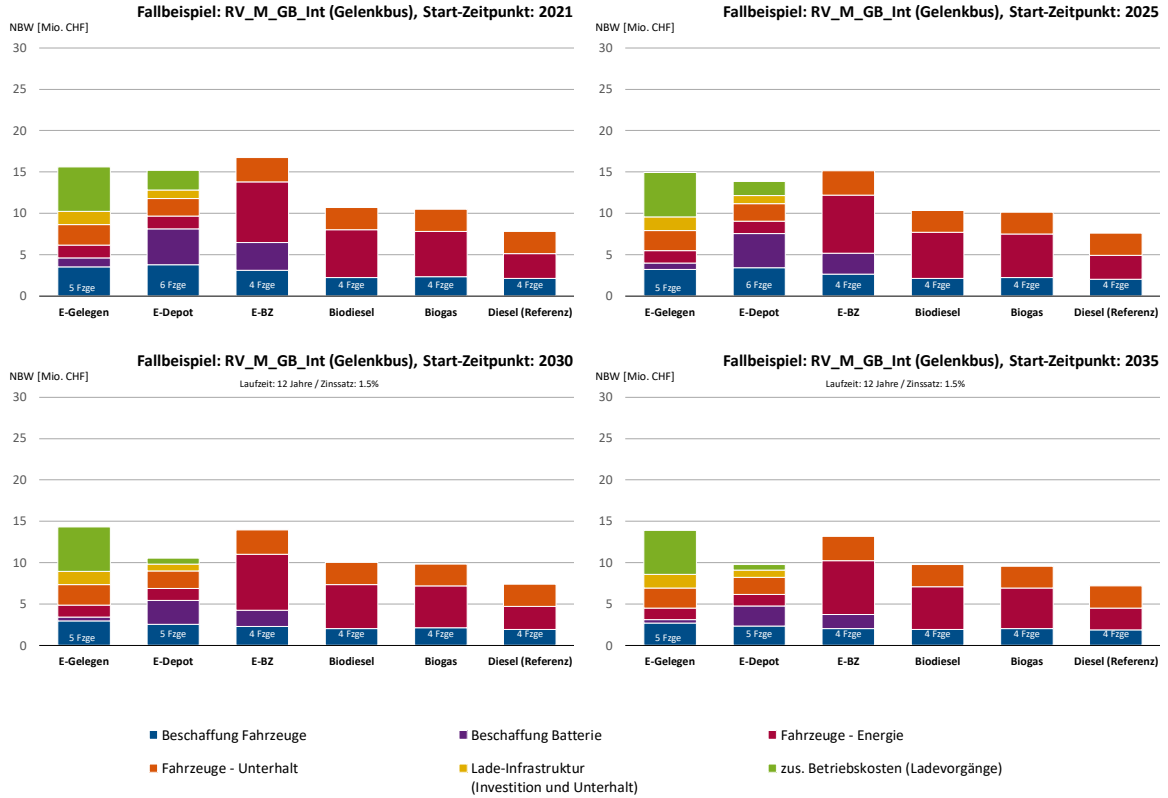 Fallbeispiel: RV_M_GB_Int (Gelenkbus), Start-Zeitpunkt: 2021
NBW [Mio. CHF]
30
25
20
15
10
5
0
5 Fzge
6 Fzge
4 Fzge
4 Fzge
4 Fzge
4 Fzge
E-Gelegen
E-Depot
E-BZ
Biodiesel
Biogas
Diesel (Referenz)
Fallbeispiel: RV_M_GB_Int (Gelenkbus), Start-Zeitpunkt: 2025
NBW [Mio. CHF]
30
25
20
15
10
5
0
5 Fzge
6 Fzge
4 Fzge
4 Fzge
4 Fzge
4 Fzge
E-Gelegen
E-Depot
E-BZ
Biodiesel
Biogas
Diesel (Referenz)
Fallbeispiel: RV_M_GB_Int (Gelenkbus), Start-Zeitpunkt: 2030
NBW [Mio. CHF]
Laufzeit: 12 Jahre / Zinssatz: 1.5%
30
25
20
15
10
5
0
5 Fzge
5 Fzge
4 Fzge
4 Fzge
4 Fzge
4 Fzge
E-Gelegen
E-Depot
E-BZ
Biodiesel
Biogas
Diesel (Referenz)
Fallbeispiel: RV_M_GB_Int (Gelenkbus), Start-Zeitpunkt: 2035
NBW [Mio. CHF]
Laufzeit: 12 Jahre / Zinssatz: 1.5%
30
25
20
15
10
5
0
5 Fzge
5 Fzge
4 Fzge
4 Fzge
4 Fzge
4 Fzge
E-Gelegen
E-Depot
E-BZ
Biodiesel
Biogas
Diesel (Referenz)
Beschaffung Fahrzeuge
Beschaffung Batterie
Fahrzeuge - Energie
Fahrzeuge - Unterhalt
Lade-Infrastruktur
(Investition und Unterhalt)
zus. Betriebskosten (Ladevorgänge)